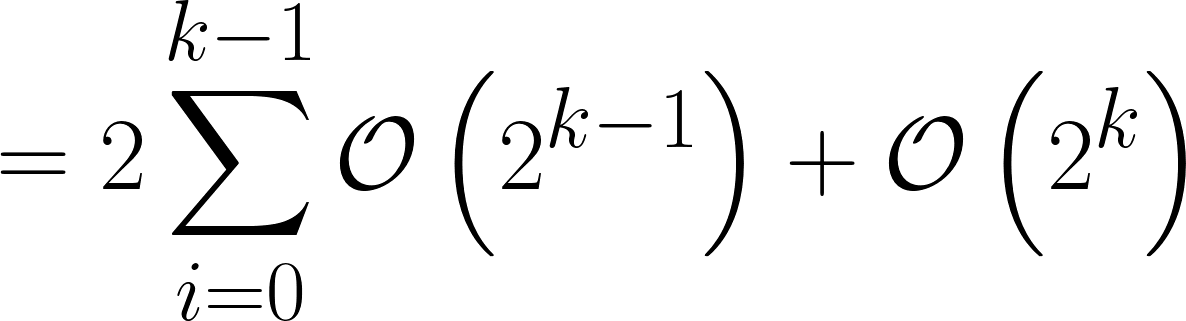 = 2 \sum_{i=0}^{k-1} \mathcal{O}\left(2^{k-1}\right) + \mathcal{O}\left(2^k\right)